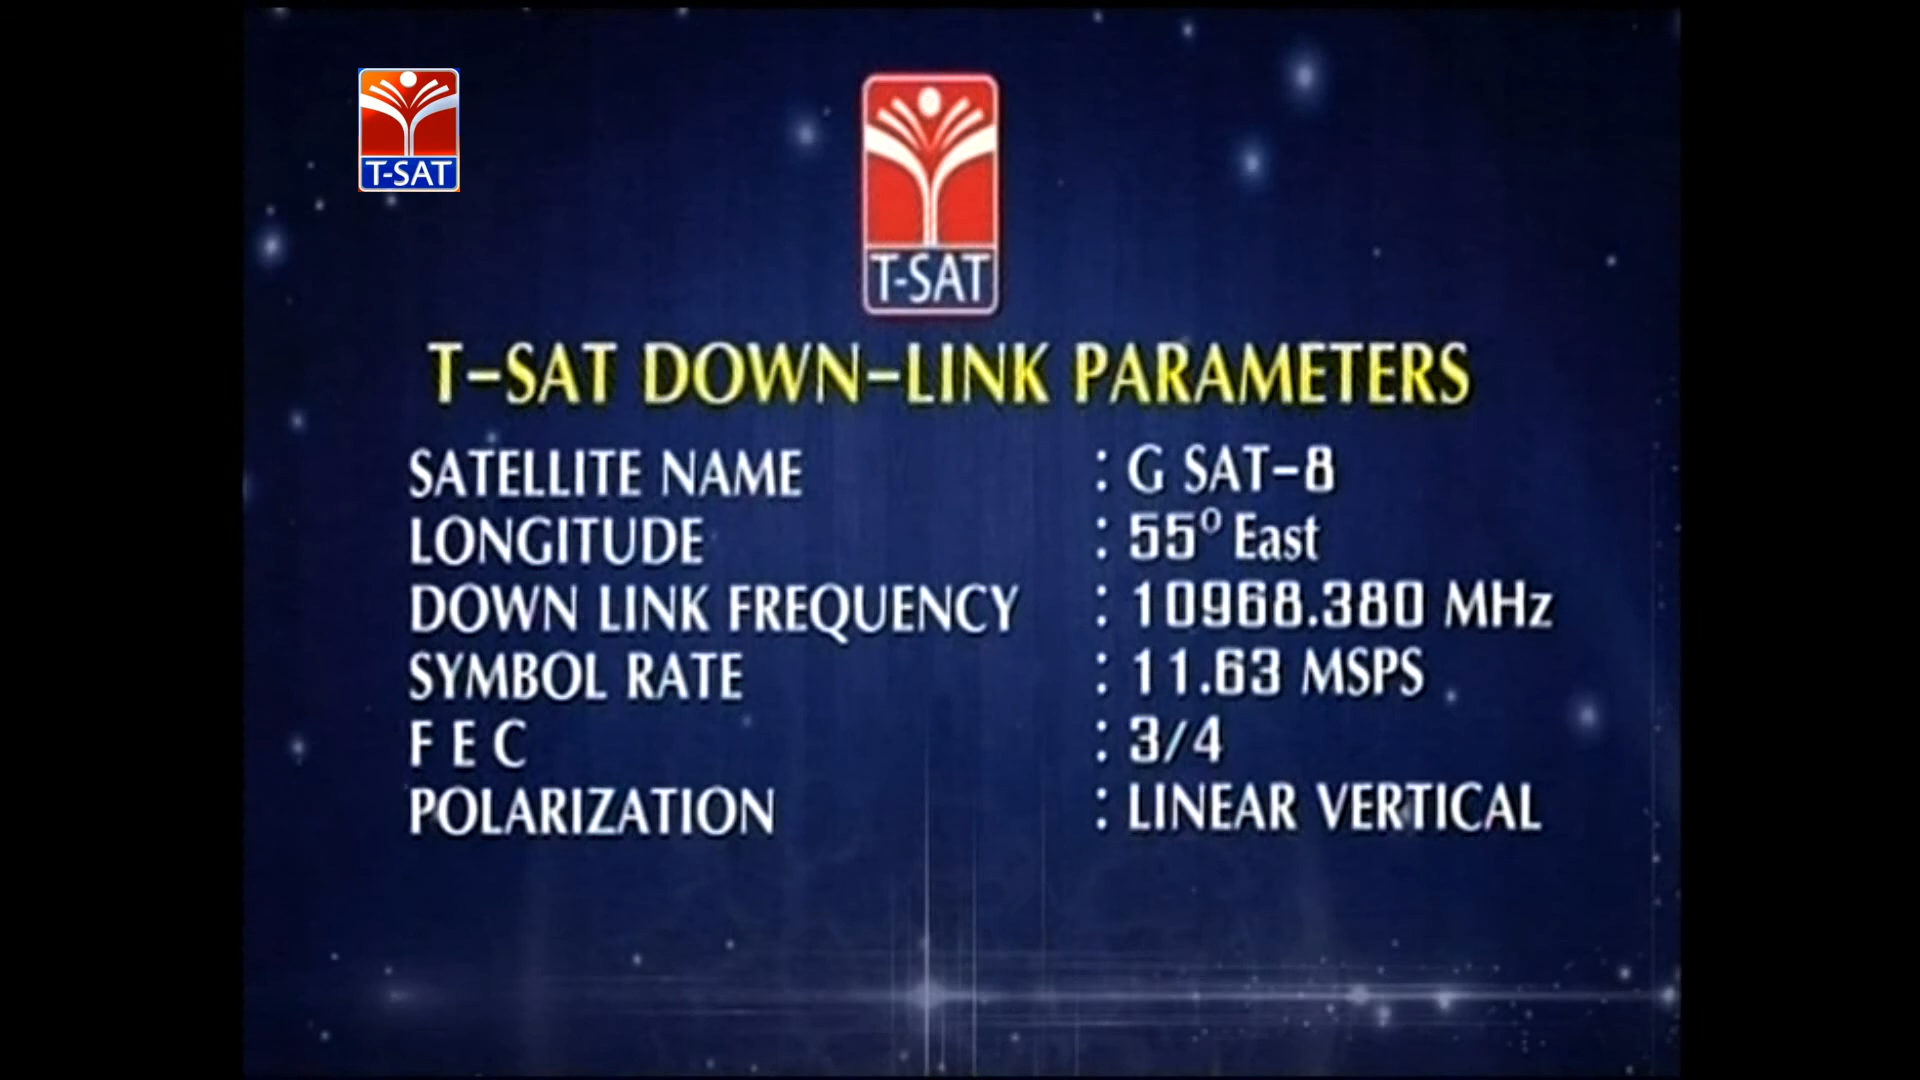 T-SAT
T-SAT
T-SAT DOWN-LINK PARAMETERS
SATELLITE NAME : G SAT-8
LONGITUDE : 55° East
DOWN LINK FREQUENCY : 10968.380 MHz
SYMBOL RATE : 11.63 MSPS
F E C : 3/4
POLARIZATION : LINEAR VERTICAL